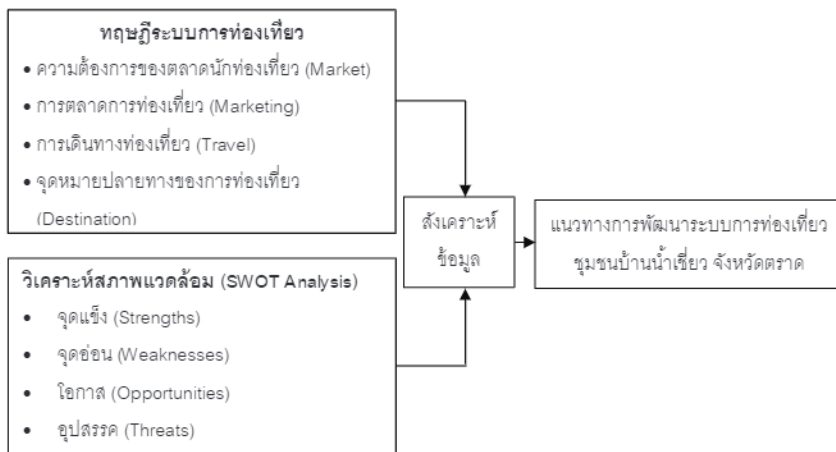 ทฤษฎีระบบการท่องเที่ยว
• ความต้องการของตลาดนักท่องเที่ยว (Market)
• การตลาดการท่องเที่ยว (Marketing)
• การเดินทางท่องเที่ยว (Travel)
• จุดหมายปลายทางของการท่องเที่ยว
(Destination)
วิเคราะห์สภาพแวดล้อม (SWOT Analysis)
• จุดแข็ง (Strengths)
• จุดอ่อน (Weaknesses)
• โอกาส (Opportunities)
• อุปสรรค (Threats)
สังเคราะห์
ข้อมูล
แนวทางการพัฒนาระบบการท่องเที่ยว
ชุมชนบ้านน้ำเชี่ยว จังหวัดตราด